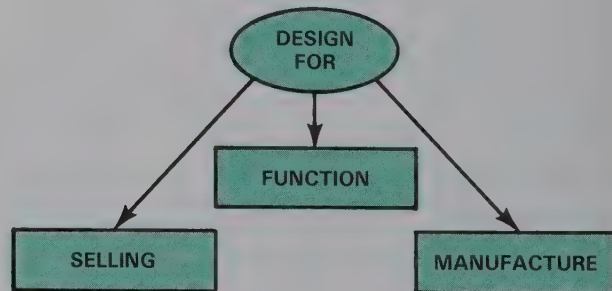 DESIGN
FOR
FUNCTION
SELLING
MANUFACTURE